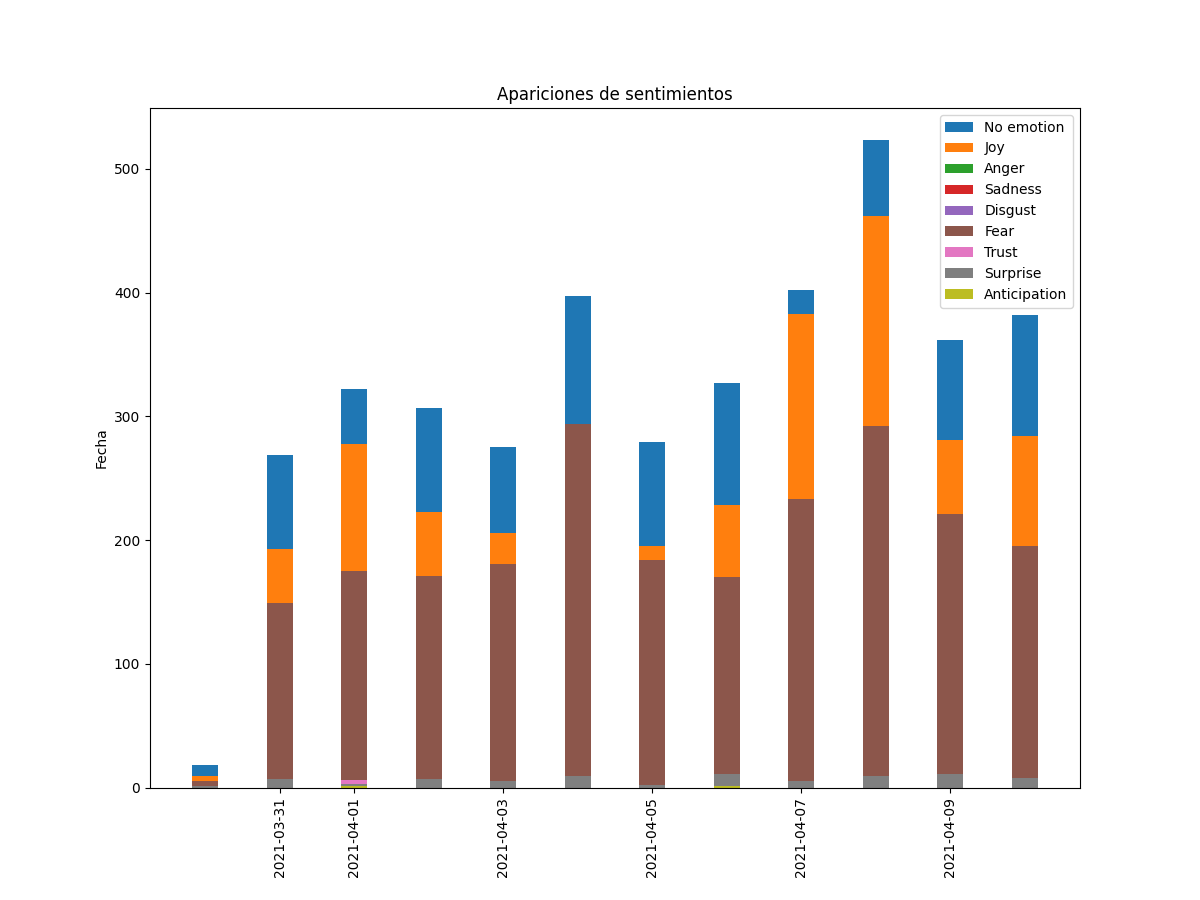 Apariciones de sentimientos
No emotion
Joy
Anger
Sadness
Disgust
Fear
Trust
Surprise
Anticipation
500
400
300
200
100
0
Fecha
2021-03-31
2021-04-01
2021-04-03
2021-04-05
2021-04-07
2021-04-09